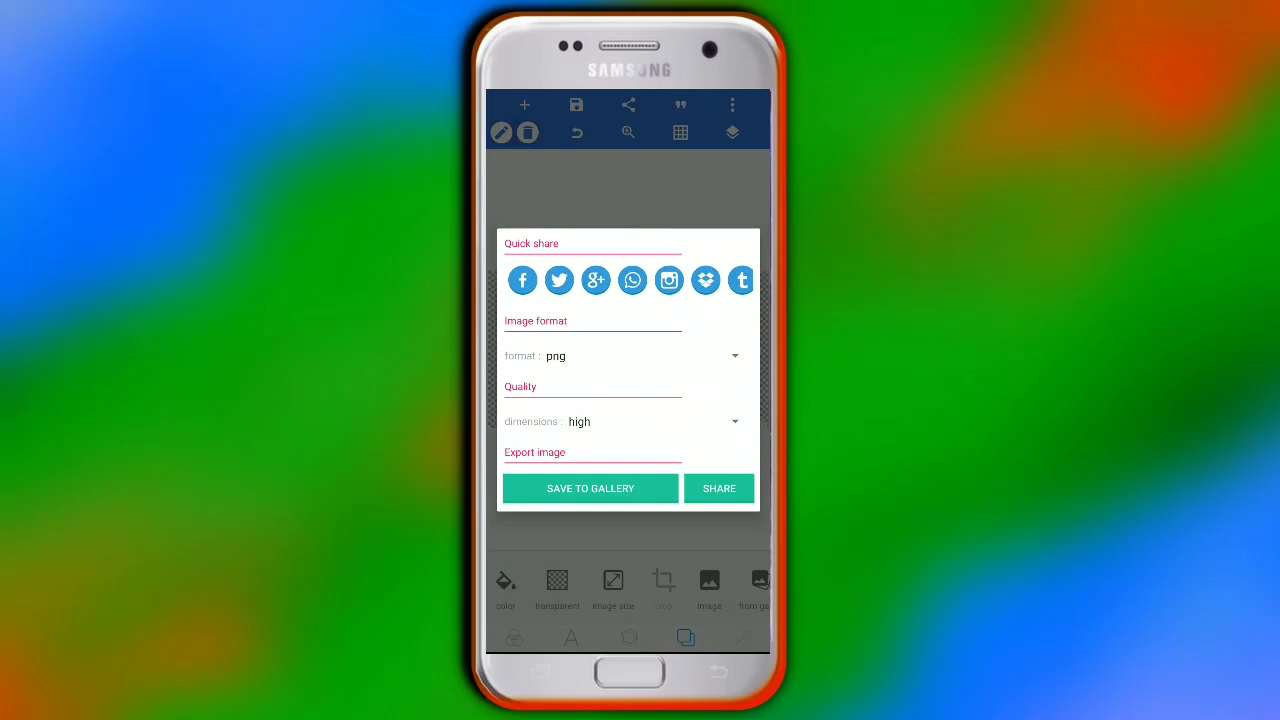 SAMSUNG
Quick share
f g+ t
Image format
format : png
Quality
dimensions : high
Export image
SAVE TO GALLERY SHARE
color transparent image size crop image from ga
A